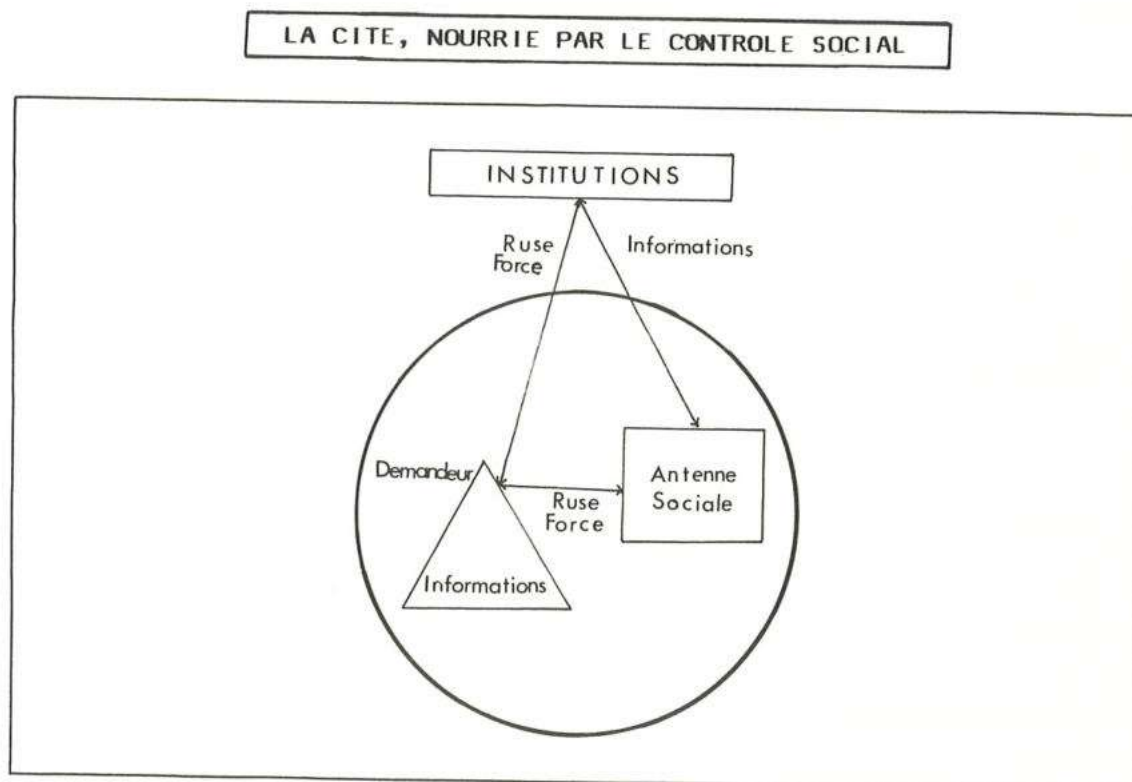 LA CITE, NOURRIE PAR LE CONTROLE SOCIAL
INSTITUTIONS
Ruse
Force
Informations
Demandeur
Ruse
Force
Antenne
Sociale
Informations